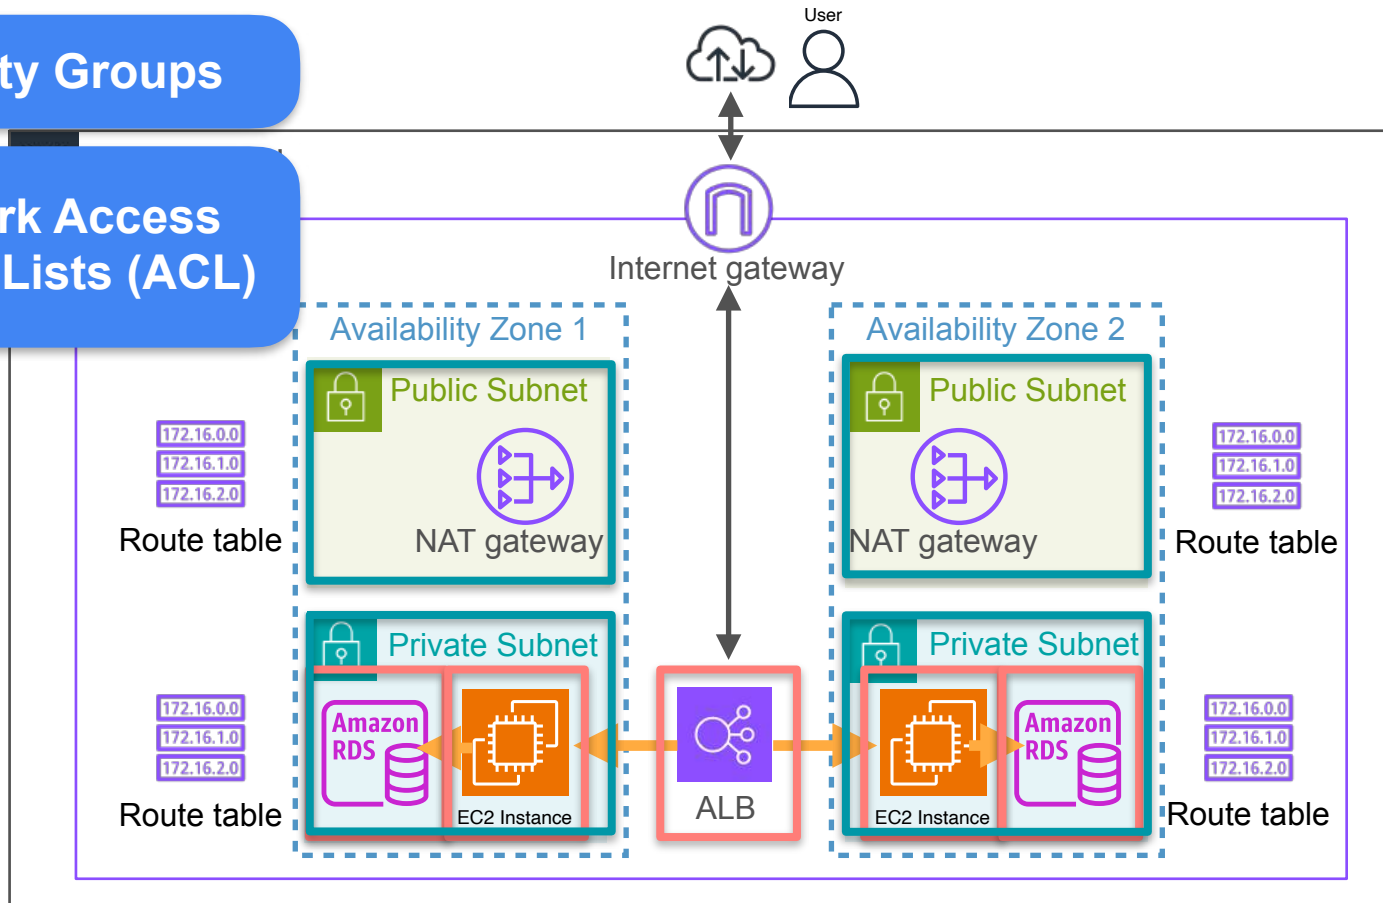 User
ty Groups
rk Access
Lists (ACL)
Internet gateway
Availability Zone 1
Availability Zone 2
Public Subnet
Public Subnet
172.16.0.0
172.16.1.0
172.16.2.0
Route table
NAT gateway
NAT gateway
172.16.0.0
172.16.1.0
172.16.2.0
Route table
Private Subnet
Private Subnet
172.16.0.0
172.16.1.0
172.16.2.0
Route table
Amazon
RDS
EC2 Instance
ALB
EC2 Instance
Amazon
RDS
172.16.0.0
172.16.1.0
172.16.2.0
Route table